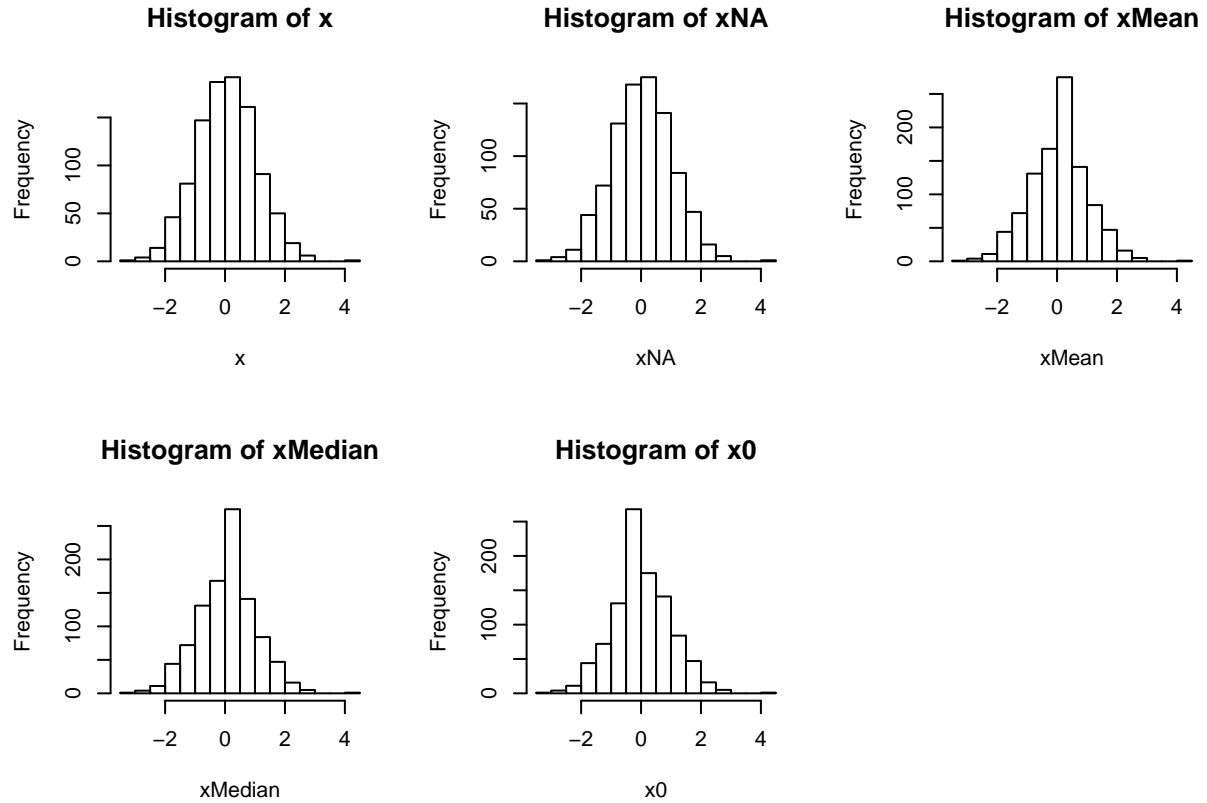 Histogram of x
Frequency
0 50 100
−2 0 2 4
x
Histogram of xNA
Frequency
0 50 100
−2 0 2 4
xNA
Histogram of xMean
Frequency
0 100 200
−2 0 2 4
xMean
Histogram of xMedian
Frequency
0 100 200
−2 0 2 4
xMedian
Histogram of x0
Frequency
0 100 200
−2 0 2 4
x0